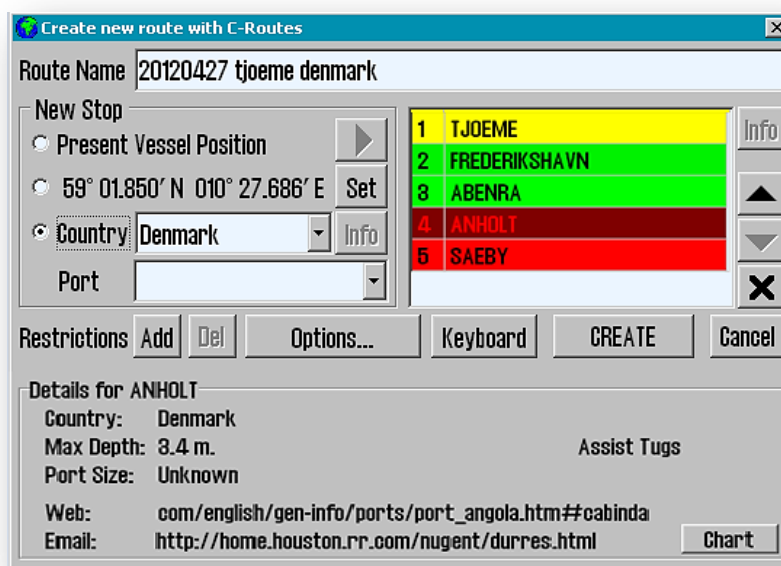 Create new route with C-Routes
Route Name 20120427 tjoeme denmark
New Stop
Present Vessel Position
59° 01.850' N 010° 27.686' E Set
Country Denmark Info
Port
1 TJOEME
2 FREDERIKSHAVN
3 ABENRA
4 ANHOLT
5 SAEBY
Info
Restrictions Add Del Options... Keyboard CREATE Cancel
Details for ANHOLT
Country: Denmark
Max Depth: 3.4 m. Assist Tugs
Port Size: Unknown
Web: com/english/gen-info/ports/port_angola.htm#cabinda
Email: http://home.houston.rr.com/nugent/durres.html Chart